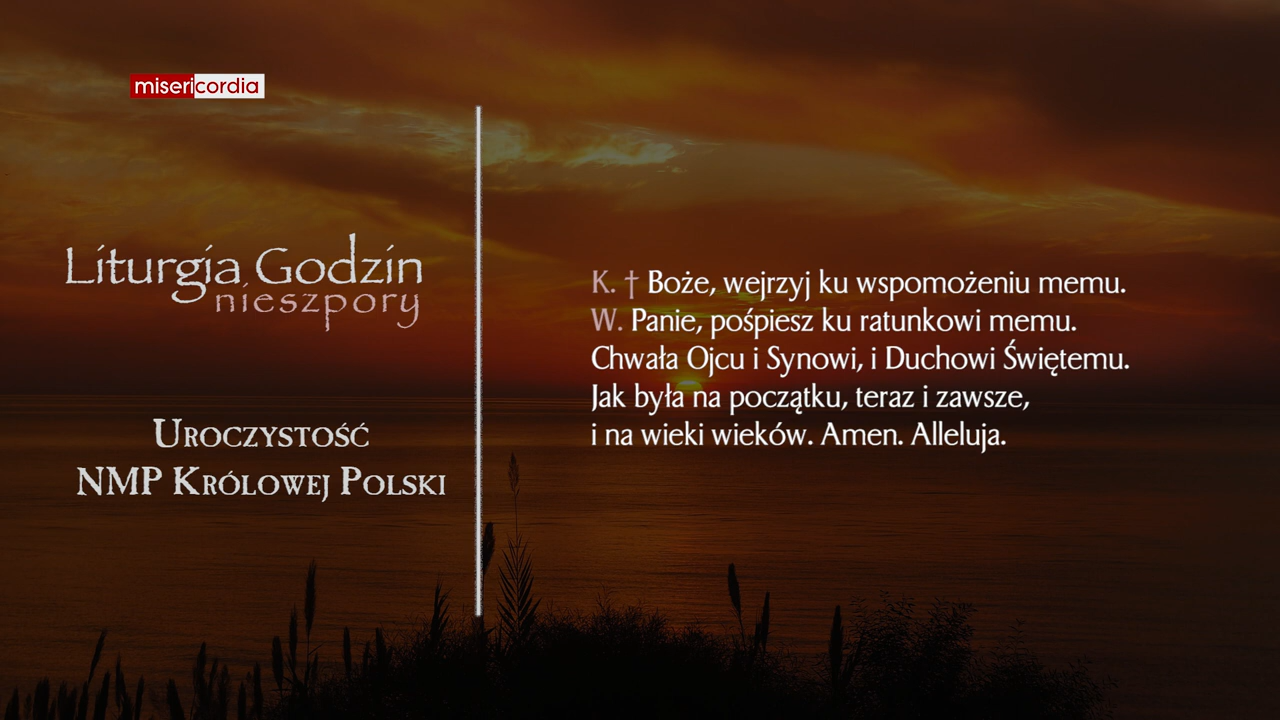 misericordia
Liturgia Godzin
nieszpory
Uroczystość
NMP Królowej Polski
K. † Boże, wejrzyj ku wspomożeniu memu.
W. Panie, pośpiesz ku ratunkowi memu.
Chwała Ojcu i Synowi, i Duchowi Świętemu.
Jak była na początku, teraz i zawsze,
i na wieki wieków. Amen. Alleluja.